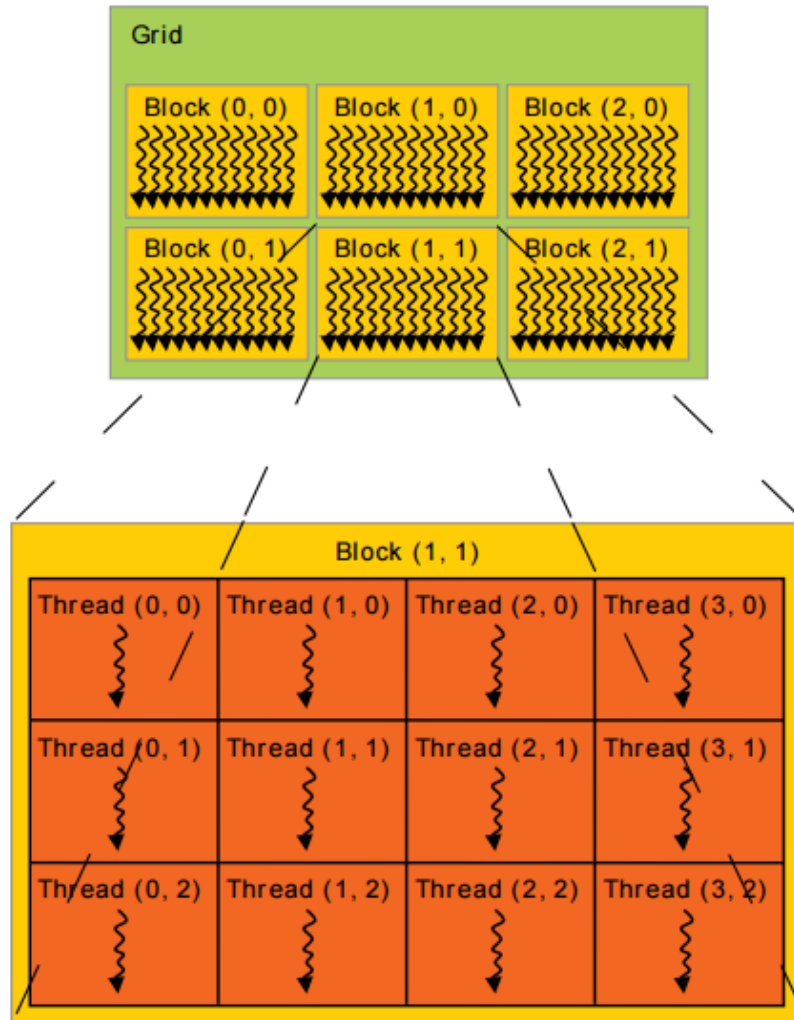 Grid
Block (0, 0) Block (1, 0) Block (2, 0)
Block (0, 1) Block (1, 1) Block (2, 1)
Block (1, 1)
Thread (0, 0) Thread (1, 0) Thread (2, 0) Thread (3, 0)
Thread (0, 1) Thread (1, 1) Thread (2, 1) Thread (3, 1)
Thread (0, 2) Thread (1, 2) Thread (2, 2) Thread (3, 2)